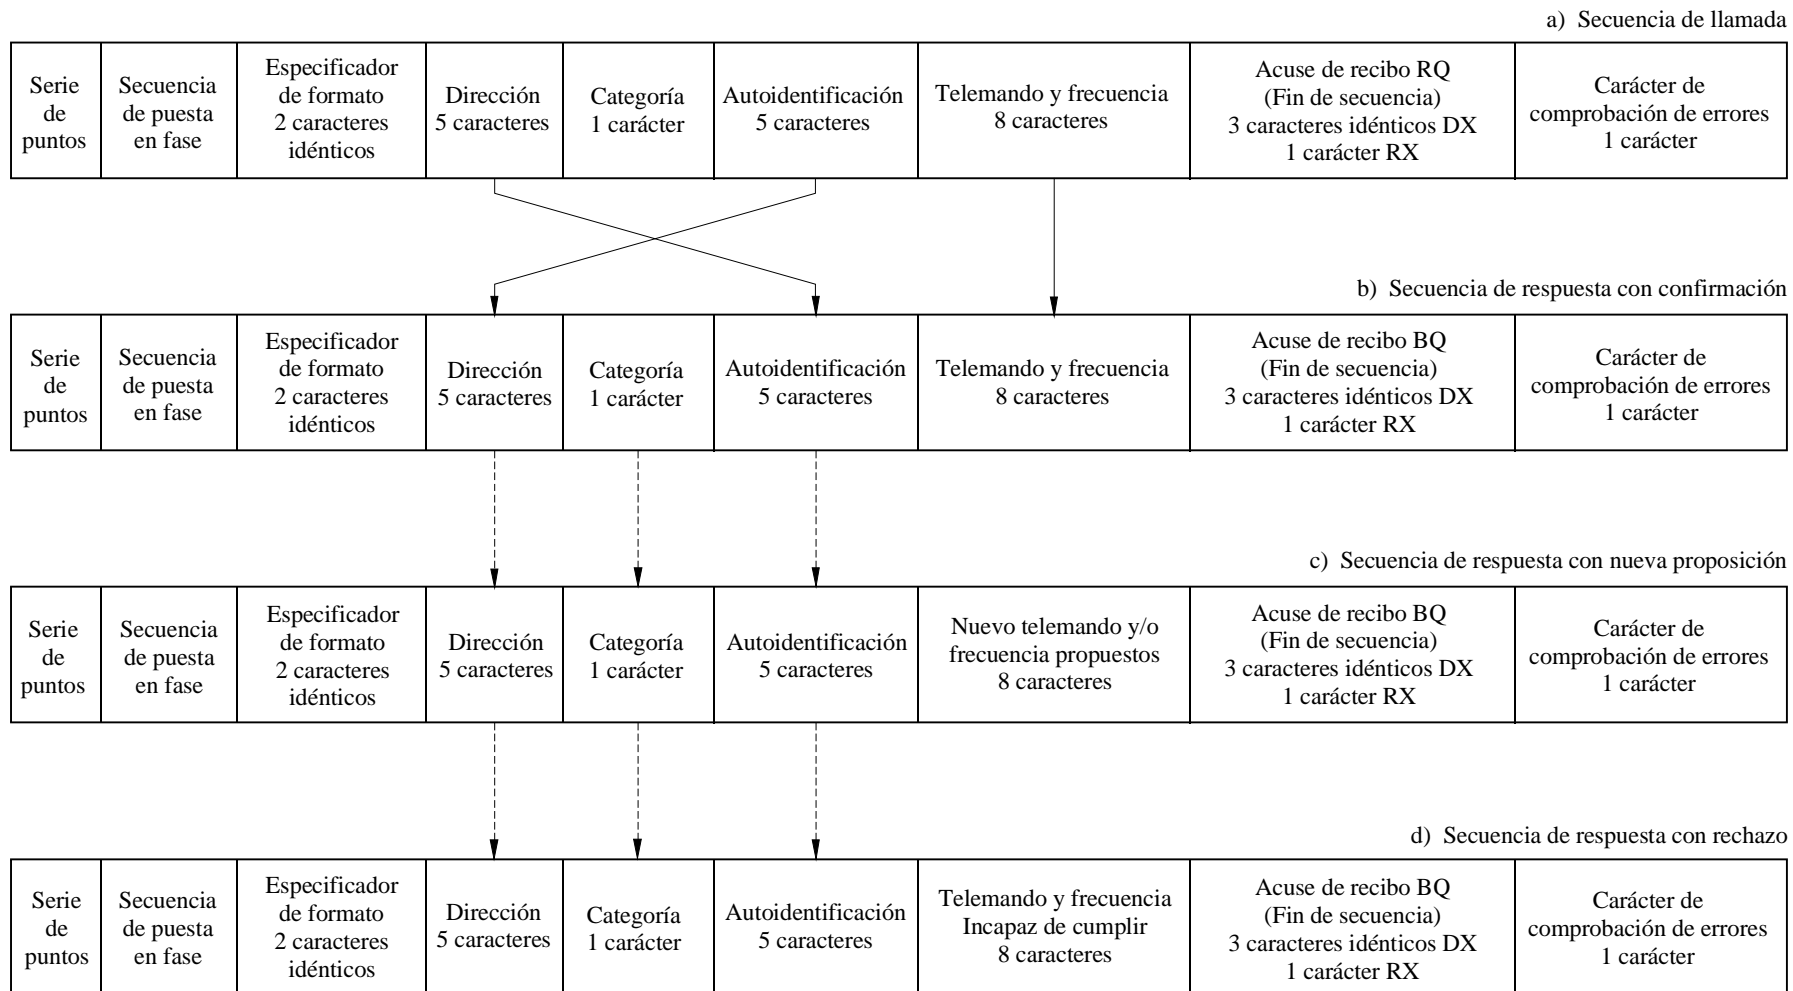 a) Secuencia de llamada
Serie
de
puntos
Secuencia
de puesta
en fase
Especificador
de formato
2 caracteres
idénticos
Dirección
5 caracteres
Categoría
1 carácter
Autoidentificación
5 caracteres
Telemando y frecuencia
8 caracteres
Acuse de recibo RQ
(Fin de secuencia)
3 caracteres idénticos DX
1 carácter RX
Carácter de
comprobación de errores
1 carácter
b) Secuencia de respuesta con confirmación
Serie
de
puntos
Secuencia
de puesta
en fase
Especificador
de formato
2 caracteres
idénticos
Dirección
5 caracteres
Categoría
1 carácter
Autoidentificación
5 caracteres
Telemando y frecuencia
8 caracteres
Acuse de recibo BQ
(Fin de secuencia)
3 caracteres idénticos DX
1 carácter RX
Carácter de
comprobación de errores
1 carácter
c) Secuencia de respuesta con nueva proposición
Serie
de
puntos
Secuencia
de puesta
en fase
Especificador
de formato
2 caracteres
idénticos
Dirección
5 caracteres
Categoría
1 carácter
Autoidentificación
5 caracteres
Nuevo telemando y/o
frecuencia propuestos
8 caracteres
Acuse de recibo BQ
(Fin de secuencia)
3 caracteres idénticos DX
1 carácter RX
Carácter de
comprobación de errores
1 carácter
d) Secuencia de respuesta con rechazo
Serie
de
puntos
Secuencia
de puesta
en fase
Especificador
de formato
2 caracteres
idénticos
Dirección
5 caracteres
Categoría
1 carácter
Autoidentificación
5 caracteres
Telemando y frecuencia
Incapaz de cumplir
8 caracteres
Acuse de recibo BQ
(Fin de secuencia)
3 caracteres idénticos DX
1 carácter RX
Carácter de
comprobación de errores
1 carácter